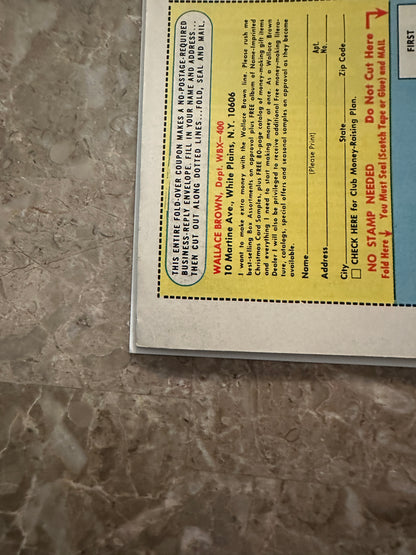 THIS ENTIRE FOLD-OVER COUPON MAKES A NO-POSTAGE-REQUIRED
BUSINESS-REPLY ENVELOPE. FILL IN YOUR NAME AND ADDRESS...
THEN CUT OUT ALONG DOTTED LINES...FOLD, SEAL AND MAIL.
WALLACE BROWN, Dept. WBX-400
10 Martine Ave., White Plains, N.Y. 10606
I want to make extra money with the Wallace Brown line. Please rush me
best-selling Box Assortments, on approval plus FREE album of Name-Imprinted
Christmas Card Samples, plus FREE 80-page catalog of money-making gift items
and everything I need to start making money at once. As a Wallace Brown
Dealer I will also be privileged to receive additional Free money-making litera-
ture, catalogs, special offers and seasonal samples on approval as they become
available.
Name
(Please Print)
Apt.
Address No.
City State Zip Code
CHECK HERE for Club Money-Raising Plan.
NO STAMP NEEDED Do Not Cut Here
Fold Here You Must Seal (Scotch Tape or Glue) and MAIL
FIRST